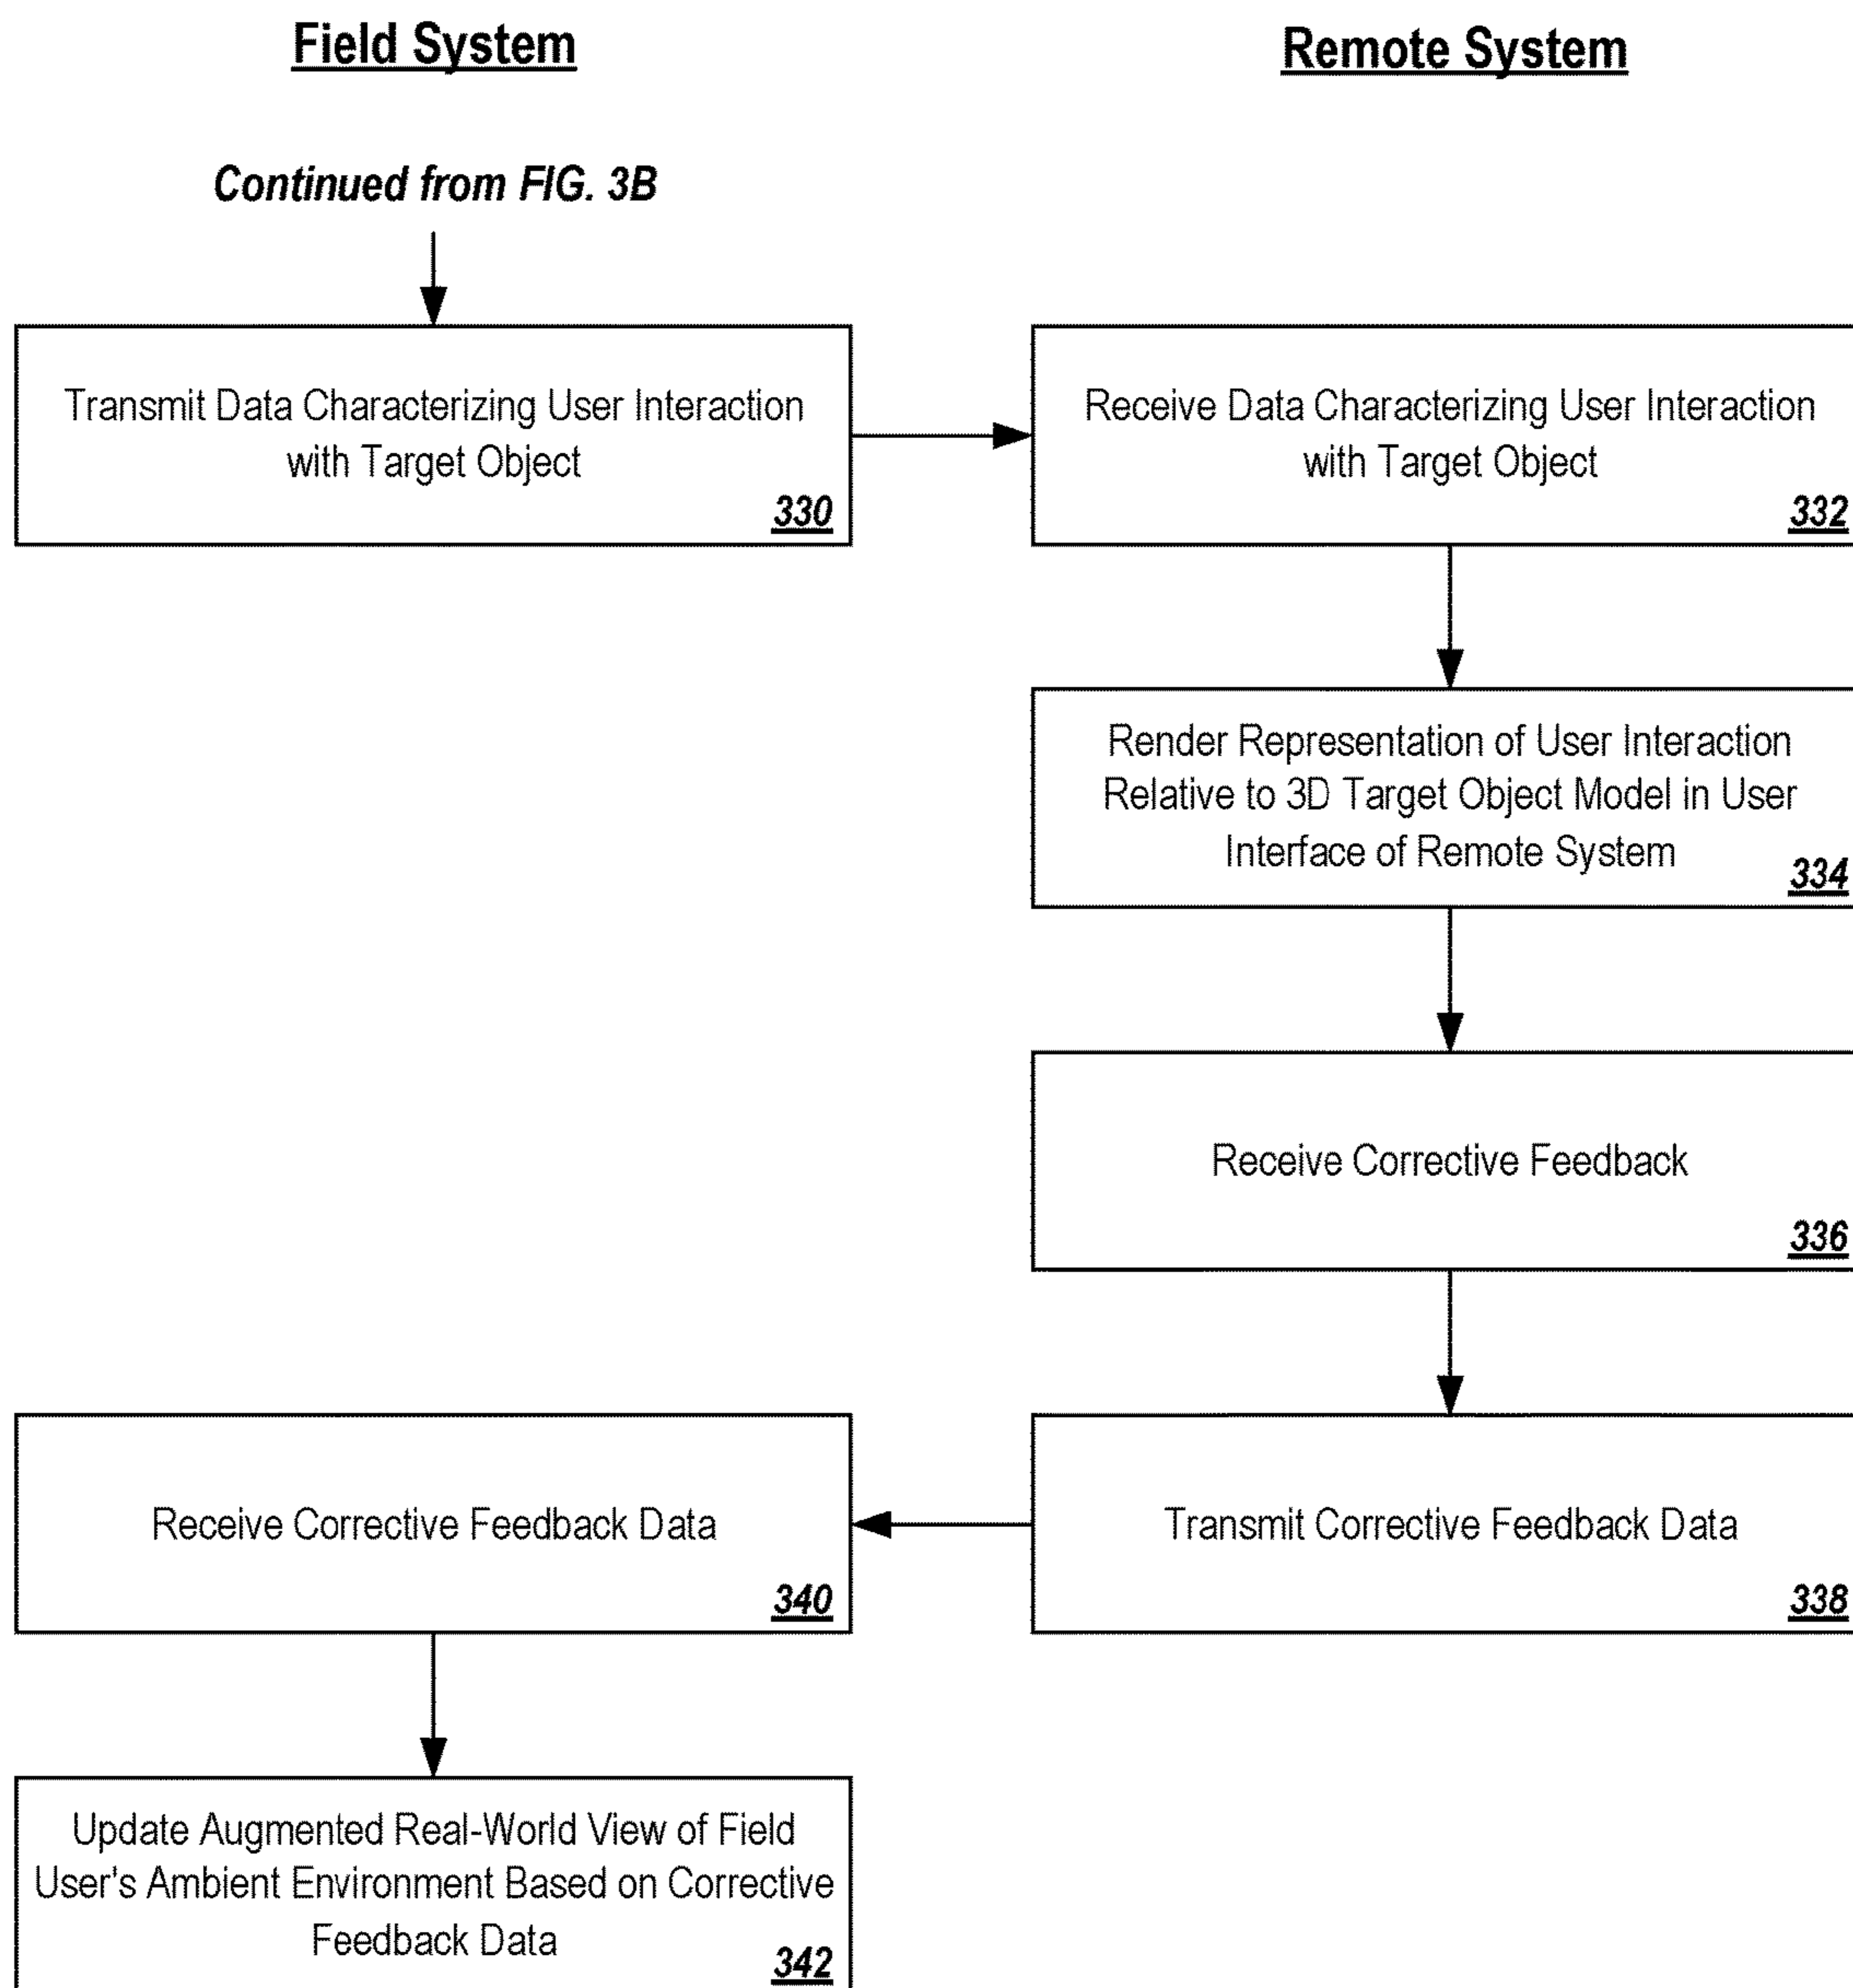 Field System
Remote System
Continued from FIG. 3B
Transmit Data Characterizing User Interaction
with Target Object
330
Receive Data Characterizing User Interaction
with Target Object
332
Render Representation of User Interaction
Relative to 3D Target Object Model in User
Interface of Remote System
334
Receive Corrective Feedback
336
Receive Corrective Feedback Data
340
Transmit Corrective Feedback Data
338
Update Augmented Real-World View of Field
User's Ambient Environment Based on Corrective
Feedback Data
342